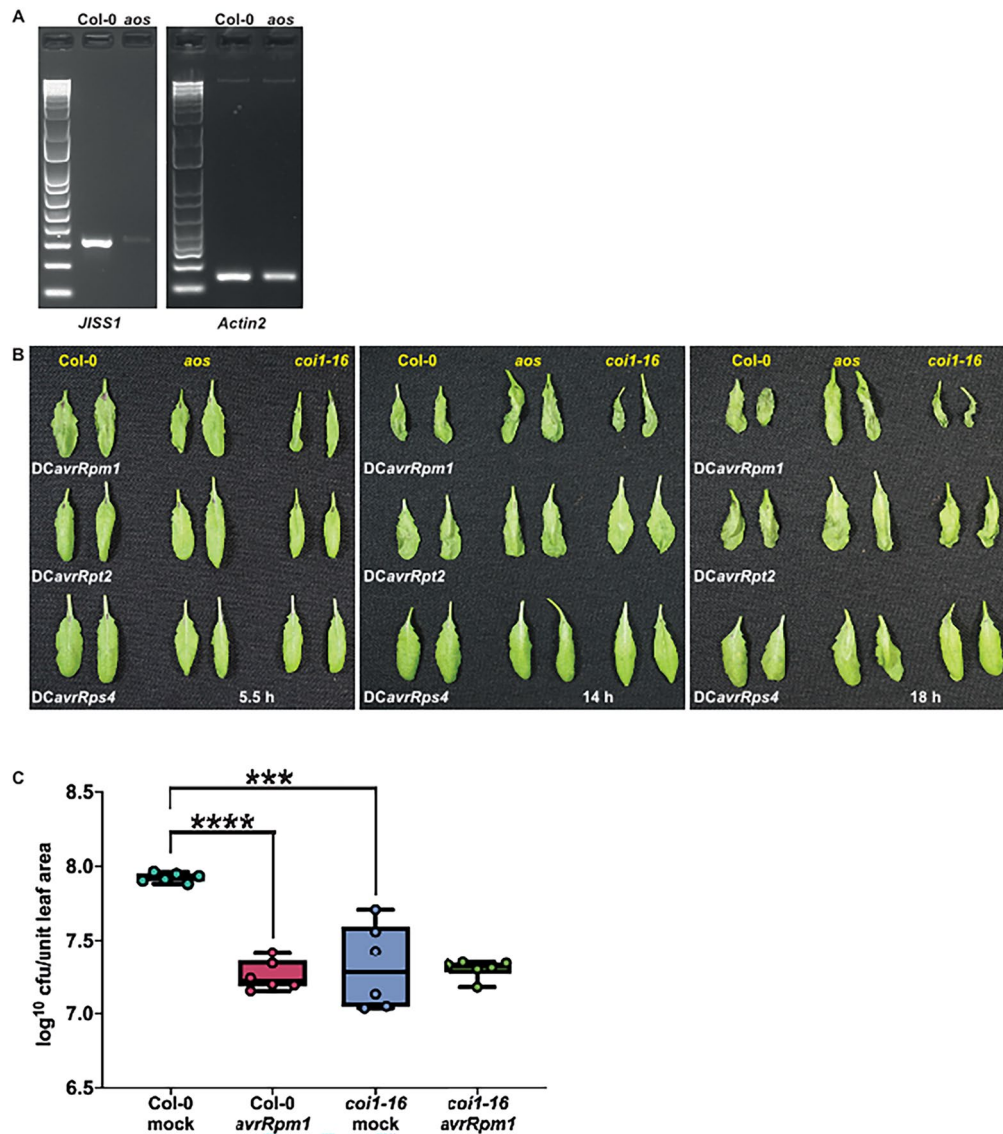 A
Col-0 aos
Col-0 aos
JISS1
Actin2
B
Col-0 aos coi1-16
DCavrRpm1
DCavrRpt2
DCavrRps4 5.5 h
Col-0 aos coi1-16
DCavrRpm1
DCavrRpt2
DCavrRps4 14 h
Col-0 aos coi1-16
DCavrRpm1
DCavrRpt2
DCavrRps4 18 h
C
log10 cfu/unit leaf area
8.5
8.0
7.5
7.0
6.5
***
****
Col-0 Col-0 coi1-16 coi1-16
mock avrRpm1 mock avrRpm1